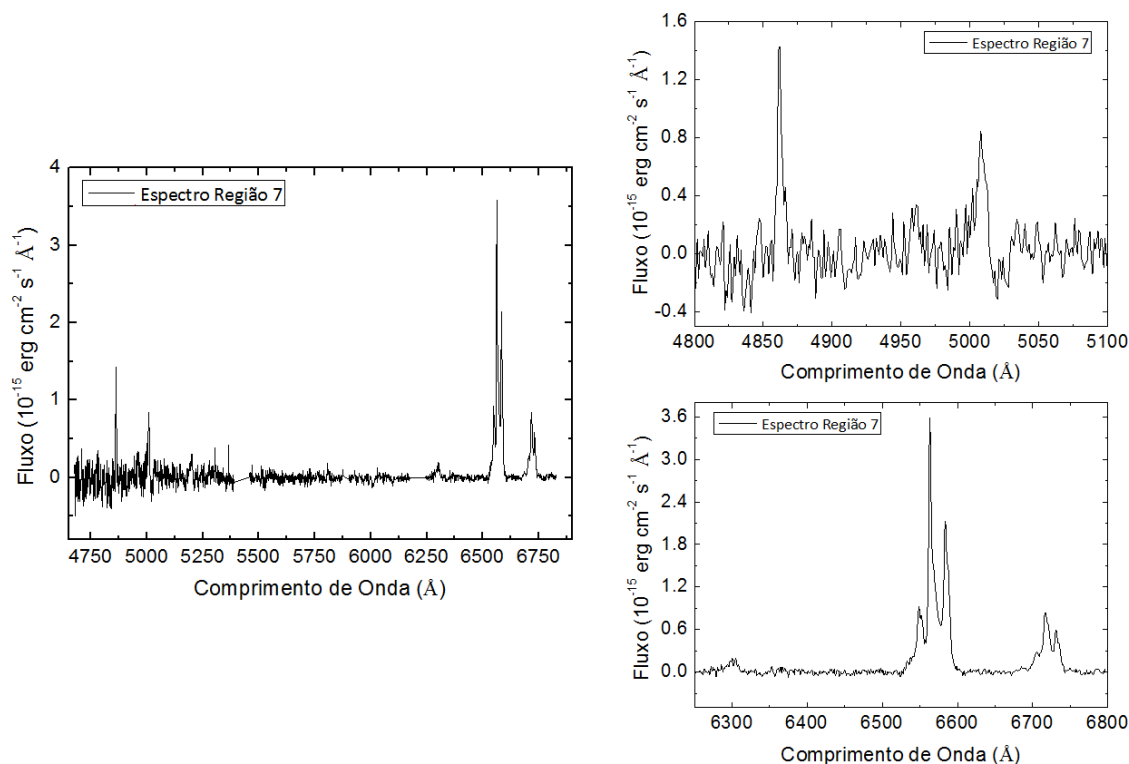 Espectro Região 7
Fluxo (10⁻¹⁵ erg cm⁻² s⁻¹ Å⁻¹)
4
3
2
1
0
4750 5000 5250 5500 5750 6000 6250 6500 6750
Comprimento de Onda (Å)
Espectro Região 7
Fluxo (10⁻¹⁵ erg cm⁻² s⁻¹ Å⁻¹)
1.6
1.2
0.8
0.4
0.0
-0.4
4800 4850 4900 4950 5000 5050 5100
Comprimento de Onda (Å)
Espectro Região 7
Fluxo (10⁻¹⁵ erg cm⁻² s⁻¹ Å⁻¹)
3.6
3.0
2.4
1.8
1.2
0.6
0.0
6300 6400 6500 6600 6700 6800
Comprimento de Onda (Å)